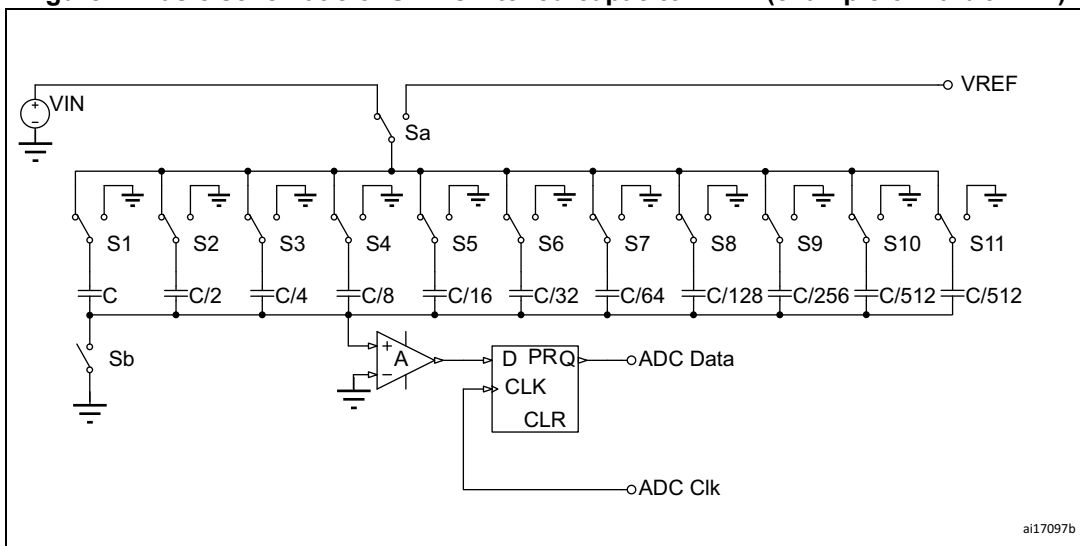 VREF
VIN
+
−
Sa
S1 S2 S3 S4 S5 S6 S7 S8 S9 S10 S11
C C/2 C/4 C/8 C/16 C/32 C/64 C/128 C/256 C/512 C/512
Sb
+ A −
D PRQ
ADC Data
CLK
CLR
ADC Clk
ai17097b